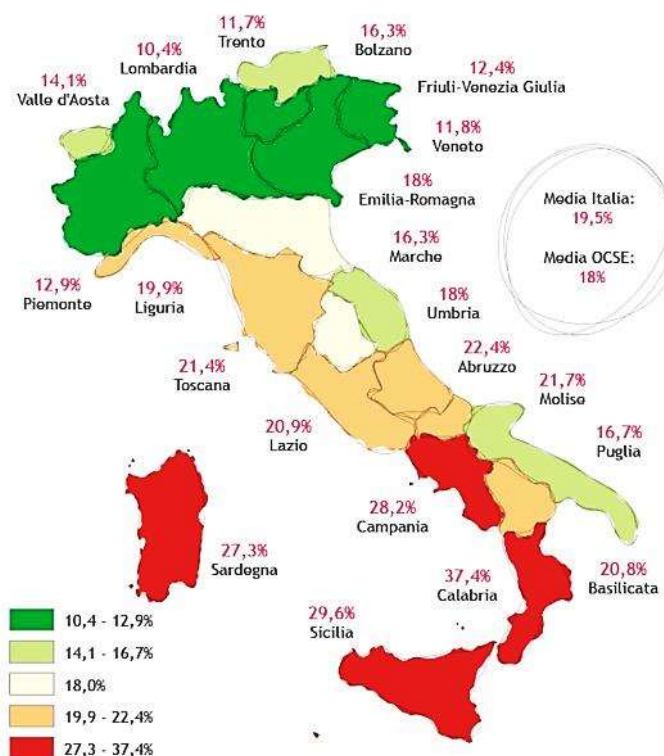 11,7%
Trento
16,3%
Bolzano
10,4%
Lombardia
12,4%
Friuli-Venezia Giulia
14,1%
Valle d'Aosta
11,8%
Veneto
18%
Emilia-Romagna
Media Italia:
19,5%
16,3%
Marche
Media OCSE:
18%
12,9%
Piemonte
19,9%
Liguria
18%
Umbria
22,4%
Abruzzo
21,4%
Toscana
21,7%
Molise
20,9%
Lazio
16,7%
Puglia
28,2%
Campania
27,3%
Sardegna
37,4%
Calabria
20,8%
Basilicata
29,6%
Sicilia
10,4 - 12,9%
14,1 - 16,7%
18,0%
19,9 - 22,4%
27,3 - 37,4%